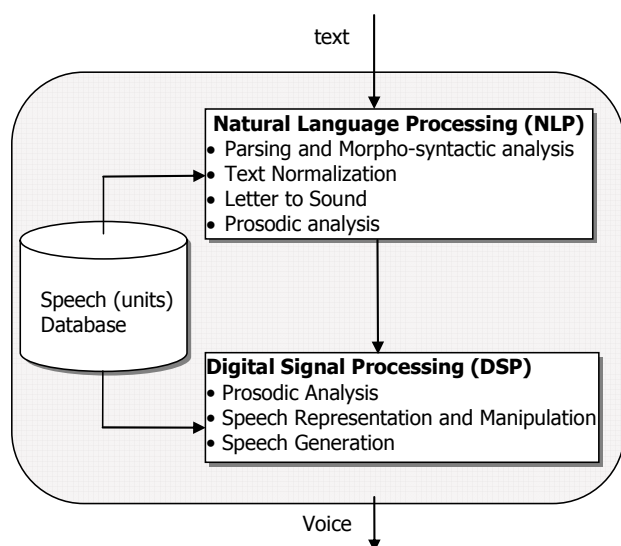 text
Natural Language Processing (NLP)
• Parsing and Morpho-syntactic analysis
• Text Normalization
• Letter to Sound
• Prosodic analysis
Speech (units)
Database
Digital Signal Processing (DSP)
• Prosodic Analysis
• Speech Representation and Manipulation
• Speech Generation
Voice